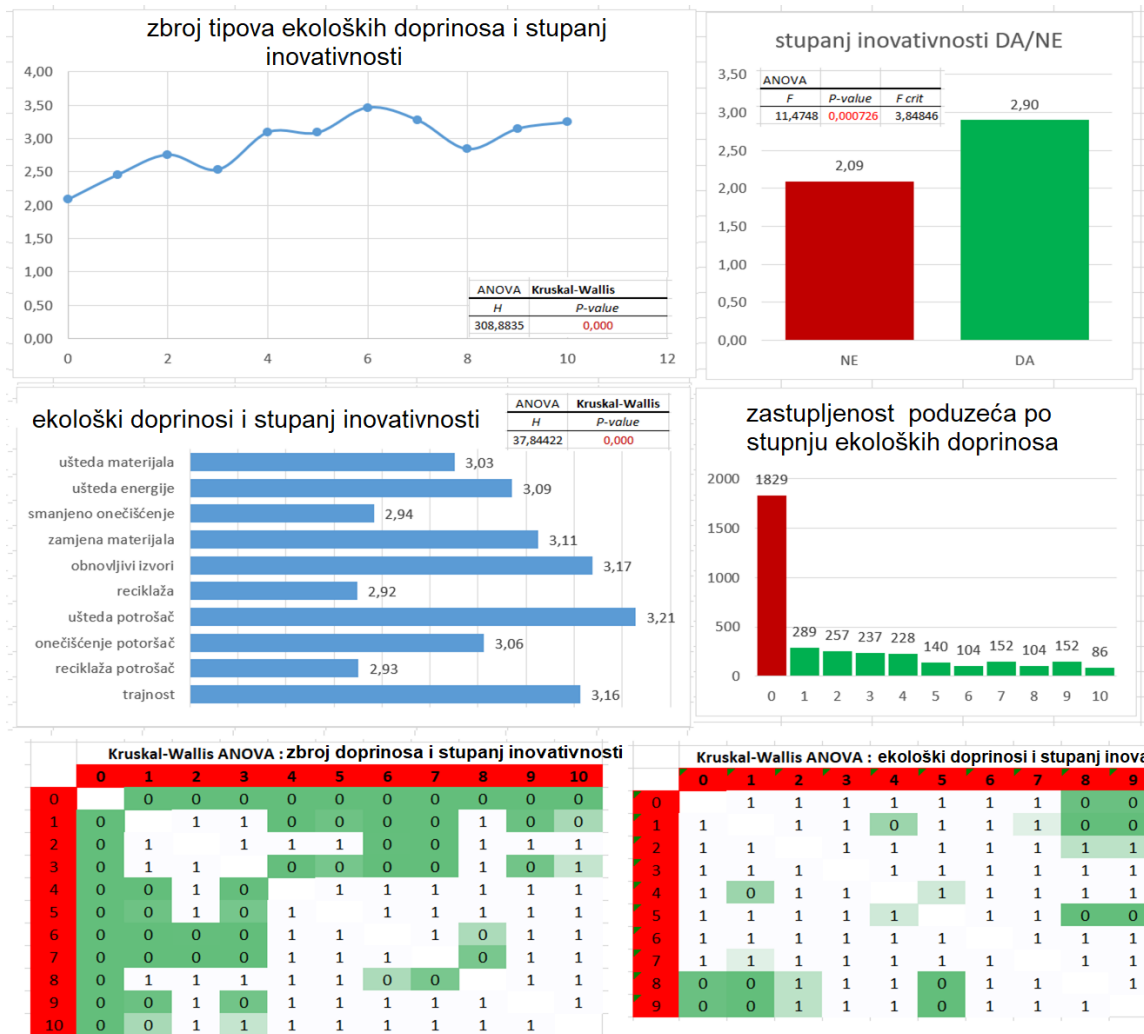 zbroj tipova ekoloških doprinosa i stupanj
inovativnosti
4,00
3,50
3,00
2,50
2,00
1,50
1,00
0,50
0,00
0 2 4 6 8 10 12
ANOVA Kruskal-Wallis
H P-value
308,8835 0,000
stupanj inovativnosti DA/NE
3,50
3,00
2,50
2,00
1,50
1,00
0,50
0,00
ANOVA
F P-value F crit
11,4748 0,000726 3,84846
2,09
2,90
NE DA
ekološki doprinosi i stupanj inovativnosti
ANOVA Kruskal-Wallis
H P-value
37,84422 0,000
ušteda materijala 3,03
ušteda energije 3,09
smanjeno onečišćenje 2,94
zamjena materijala 3,11
obnovljivi izvori 3,17
reciklaža 2,92
ušteda potrošač 3,21
onečišćenje potoršač 3,06
reciklaža potrošač 2,93
trajnost 3,16
zastupljenost poduzeća po
stupnju ekoloških doprinosa
2000
1500
1000
500
0
1829 289 257 237 228 140 104 152 104 152 86
0 1 2 3 4 5 6 7 8 9 10
Kruskal-Wallis ANOVA : zbroj doprinosa i stupanj inovativnosti
0 1 2 3 4 5 6 7 8 9 10
0 0 0 0 0 0 0 0 0 0 0
1 0 1 1 0 0 0 0 1 0 0
2 0 1 1 1 1 0 0 1 1 1
3 0 1 1 0 0 0 0 1 0 1
4 0 0 1 0 1 1 1 1 1 1
5 0 0 1 0 1 1 1 1 1 1
6 0 0 0 0 1 1 1 0 1 1
7 0 0 0 0 1 1 1 0 1 1
8 0 1 1 1 1 1 0 0 1 1
9 0 0 1 0 1 1 1 1 1 1
10 0 0 1 1 1 1 1 1 1 1
Kruskal-Wallis ANOVA : ekološki doprinosi i stupanj inova
0 1 2 3 4 5 6 7 8 9
0 1 1 1 1 1 1 1 0 0
1 1 1 1 0 1 1 1 0 0
2 1 1 1 1 1 1 1 1 1
3 1 1 1 1 1 1 1 1 1
4 1 0 1 1 1 1 1 1 1
5 1 1 1 1 1 1 1 0 0
6 1 1 1 1 1 1 1 1 1
7 1 1 1 1 1 1 1 1 1
8 0 0 1 1 1 0 1 1 1
9 0 0 1 1 1 0 1 1 1